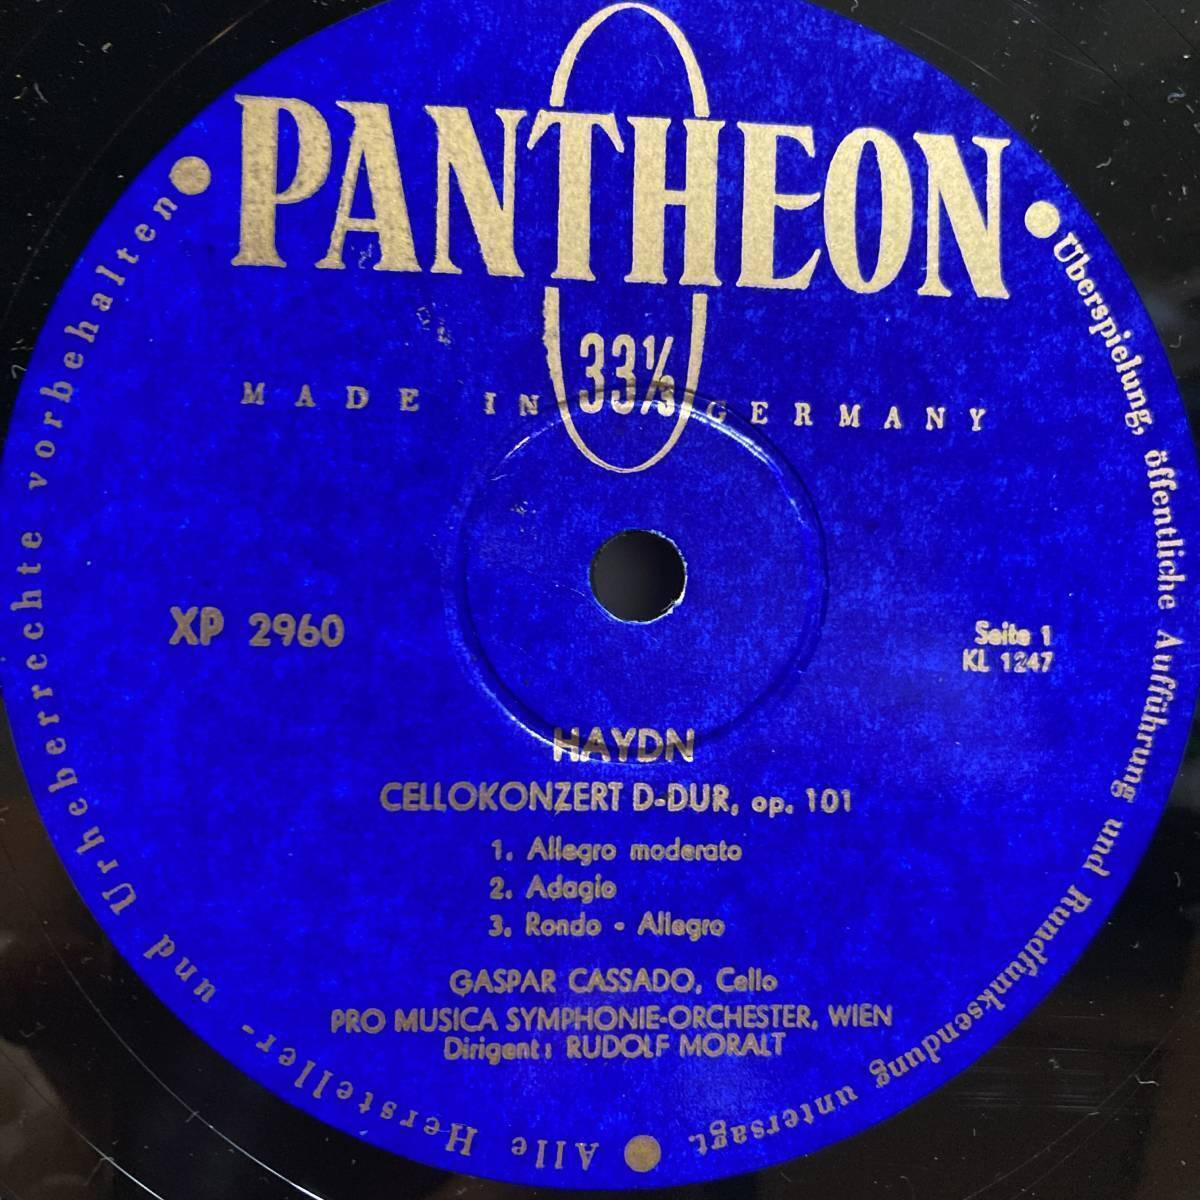 PANTHEON
33⅓
MADE IN GERMANY
XP 2960
Seite 1
KL 1247
HAYDN
CELLOKONZERT D-DUR, op. 101
1. Allegro moderato
2. Adagio
3. Rondo - Allegro
GASPAR CASSADO, Cello
PRO MUSICA SYMPHONIE-ORCHESTER, WIEN
Dirigent: RUDOLF MORALT
Alle Hersteller- und Urheberrechte vorbehalten
Überspielung, öffentliche Aufführung und Rundfunksendung untersagt